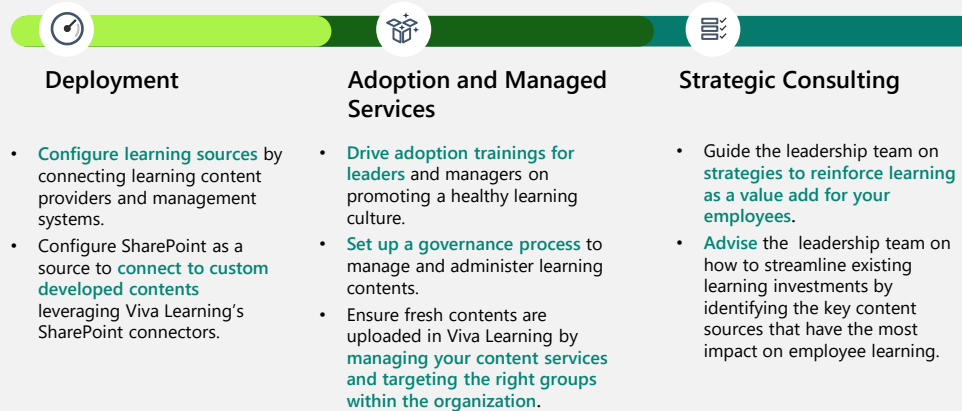 Deployment
• Configure learning sources by
connecting learning content
providers and management
systems.
• Configure SharePoint as a
source to connect to custom
developed contents
leveraging Viva Learning's
SharePoint connectors.
Adoption and Managed
Services
• Drive adoption trainings for
leaders and managers on
promoting a healthy learning
culture.
• Set up a governance process to
manage and administer learning
contents.
• Ensure fresh contents are
uploaded in Viva Learning by
managing your content services
and targeting the right groups
within the organization.
Strategic Consulting
• Guide the leadership team on
strategies to reinforce learning
as a value add for your
employees.
• Advise the  leadership team on
how to streamline existing
learning investments by
identifying the key content
sources that have the most
impact on employee learning.